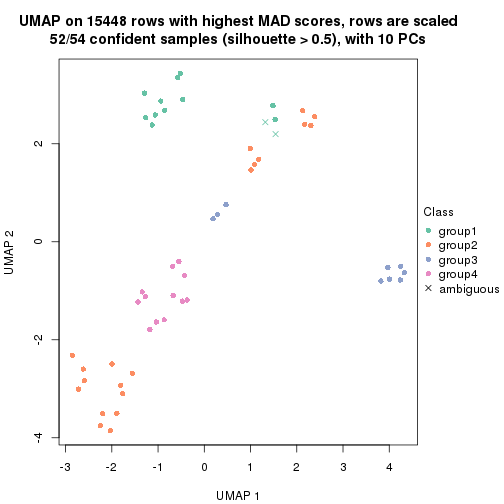 UMAP on 15448 rows with highest MAD scores, rows are scaled
52/54 confident samples (silhouette > 0.5), with 10 PCs
UMAP 2
2
0
-2
-4
-3
-2
-1
0
1
2
3
4
UMAP 1
Class
group1
group2
group3
group4
ambiguous